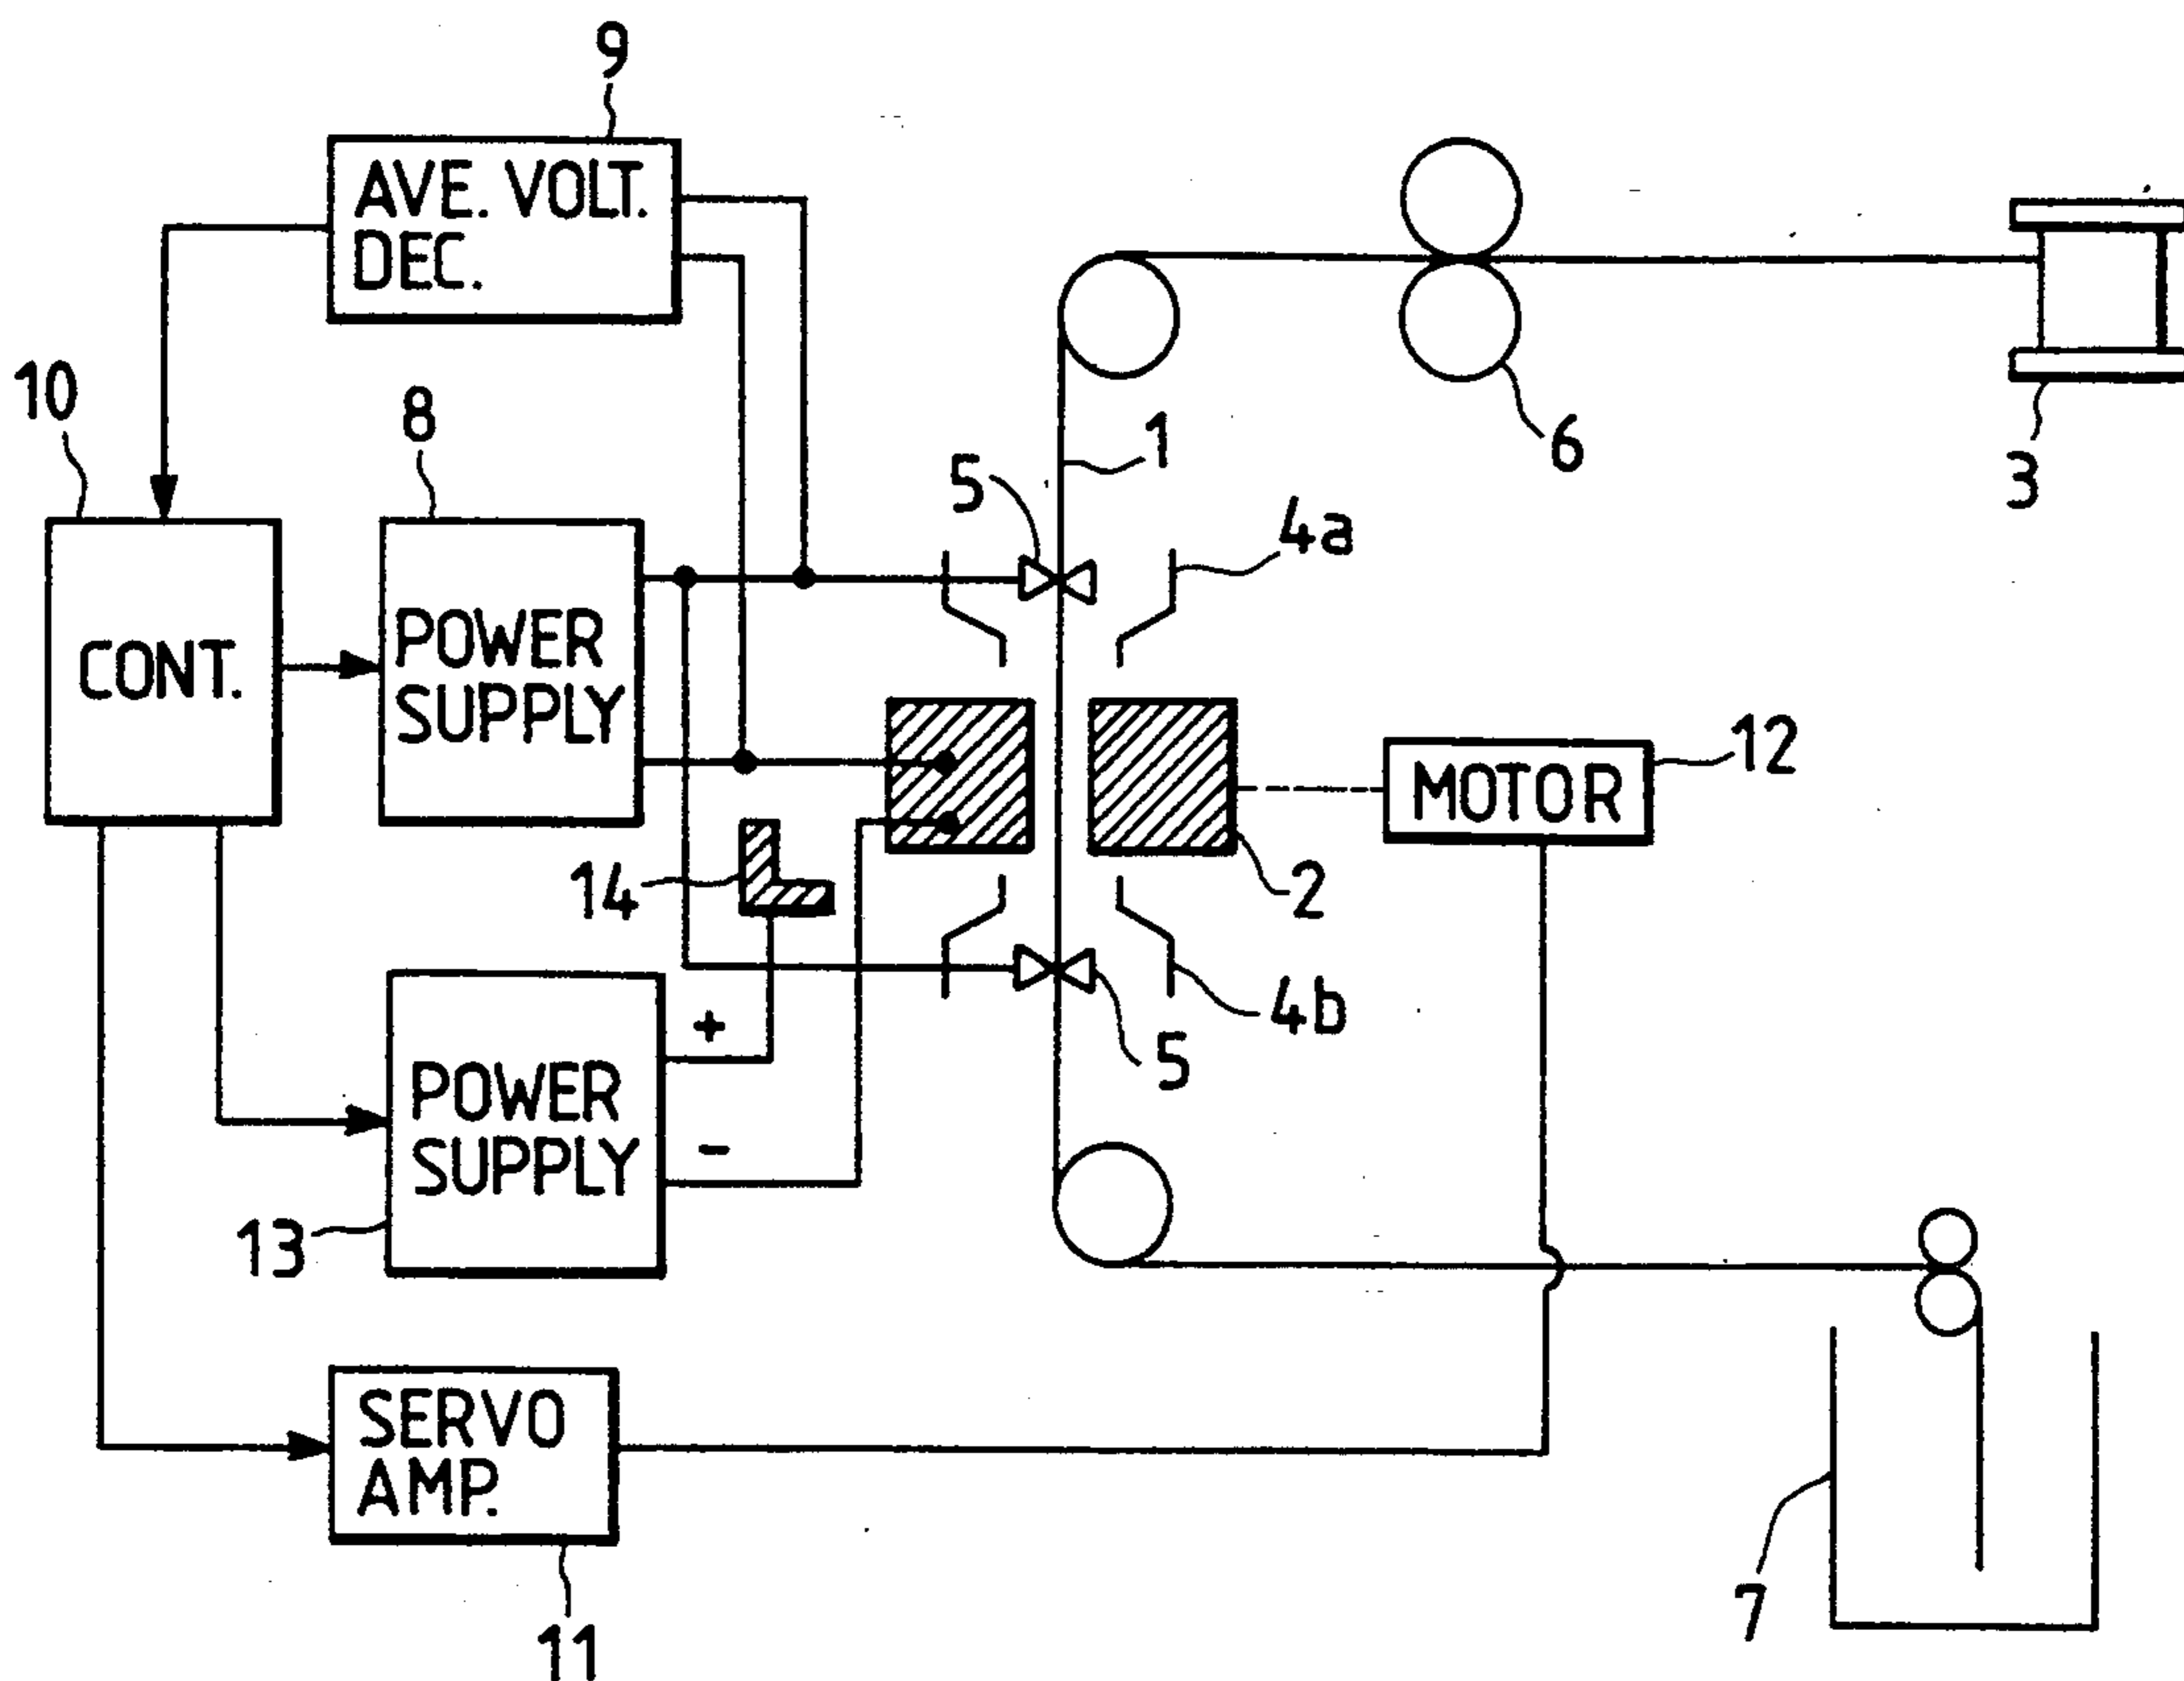 9
AVE. VOLT.
DEC.
10
8
1
5
6
3
4a
CONT.
POWER
SUPPLY
12
MOTOR
14
2
4b
5
+
POWER
SUPPLY
-
13
SERVO
AMP.
7
11